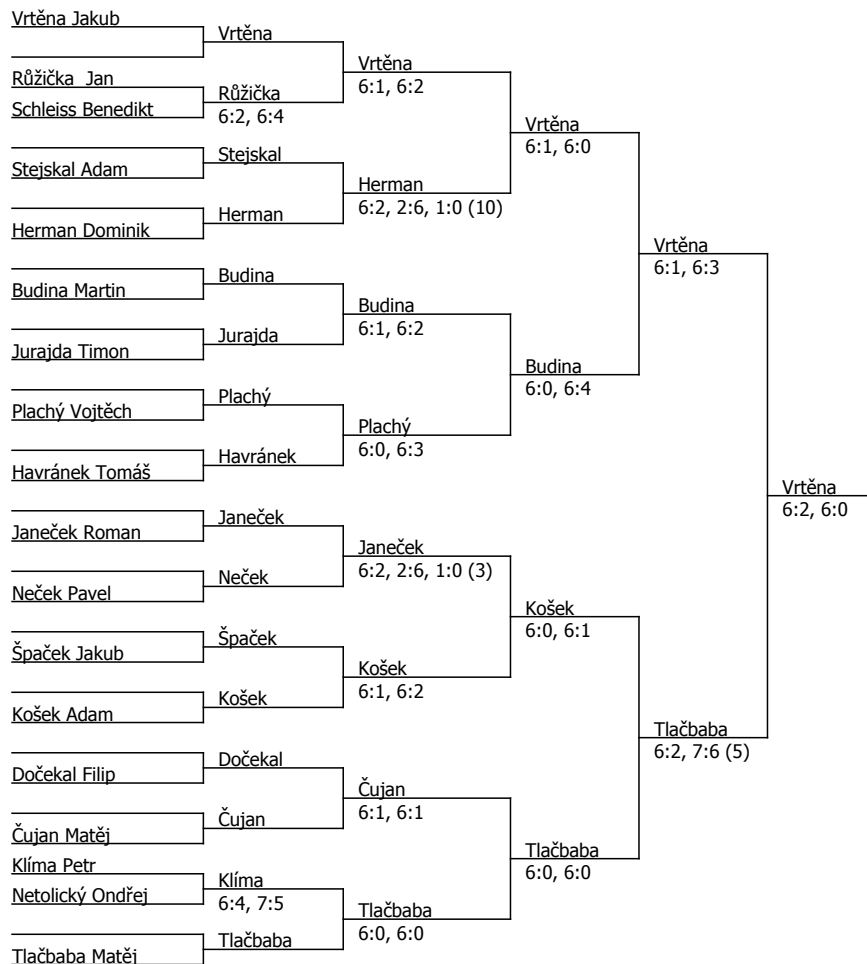 Vrtěna Jakub
Růžička  Jan
Schleiss Benedikt
Stejskal Adam
Herman Dominik
Budina Martin
Jurajda Timon
Plachý Vojtěch
Havránek Tomáš
Janeček Roman
Neček Pavel
Špaček Jakub
Košek Adam
Dočekal Filip
Čujan Matěj
Klíma Petr
Netolický Ondřej
Tlačbaba Matěj
Vrtěna
Růžička
6:2, 6:4
Stejskal
Herman
Budina
Jurajda
Plachý
Havránek
Janeček
Neček
Špaček
Košek
Dočekal
Čujan
Klíma
6:4, 7:5
Tlačbaba
Vrtěna
6:1, 6:2
Herman
6:2, 2:6, 1:0 (10)
Budina
6:1, 6:2
Plachý
6:0, 6:3
Janeček
6:2, 2:6, 1:0 (3)
Košek
6:1, 6:2
Čujan
6:1, 6:1
Tlačbaba
6:0, 6:0
Vrtěna
6:1, 6:0
Budina
6:0, 6:4
Košek
6:0, 6:1
Tlačbaba
6:0, 6:0
Vrtěna
6:1, 6:3
Tlačbaba
6:2, 7:6 (5)
Vrtěna
6:2, 6:0